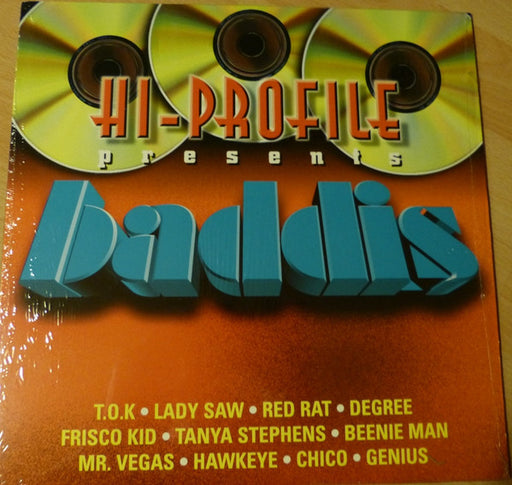 HI-PROFILE
presents
baddis
T.O.K • LADY SAW • RED RAT • DEGREE
FRISCO KID • TANYA STEPHENS • BEENIE MAN
MR. VEGAS • HAWKEYE • CHICO • GENIUS